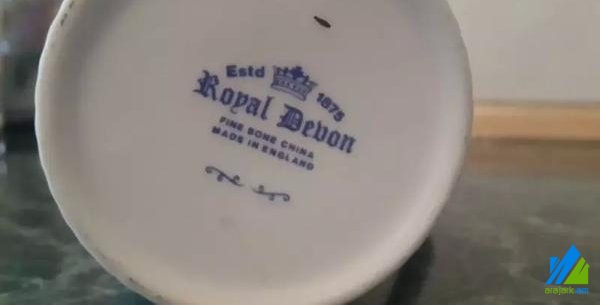 Estd 1875
Royal Devon
FINE BONE CHINA
MADE IN ENGLAND